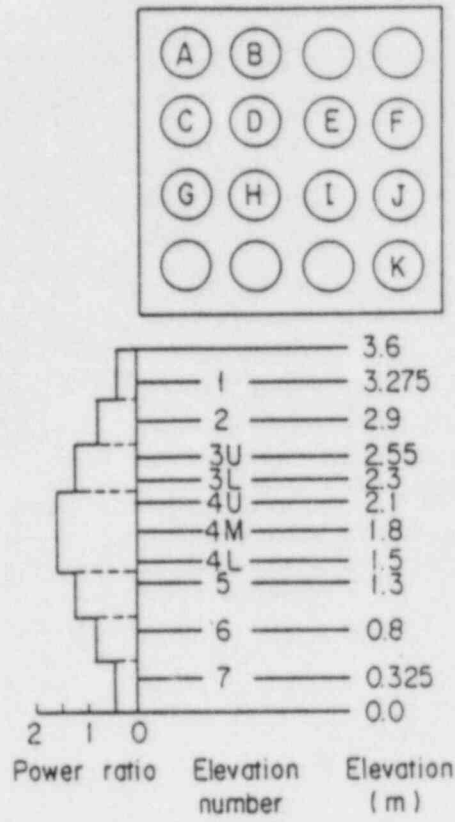 A B
C D E F
G H I J
K
3.6
1 3.275
2 2.9
3U 2.55
3L 2.3
4U 2.1
4M 1.8
4L 1.5
5 1.3
6 0.8
7 0.325
0.0
2 1 0
Power ratio Elevation number Elevation (m)